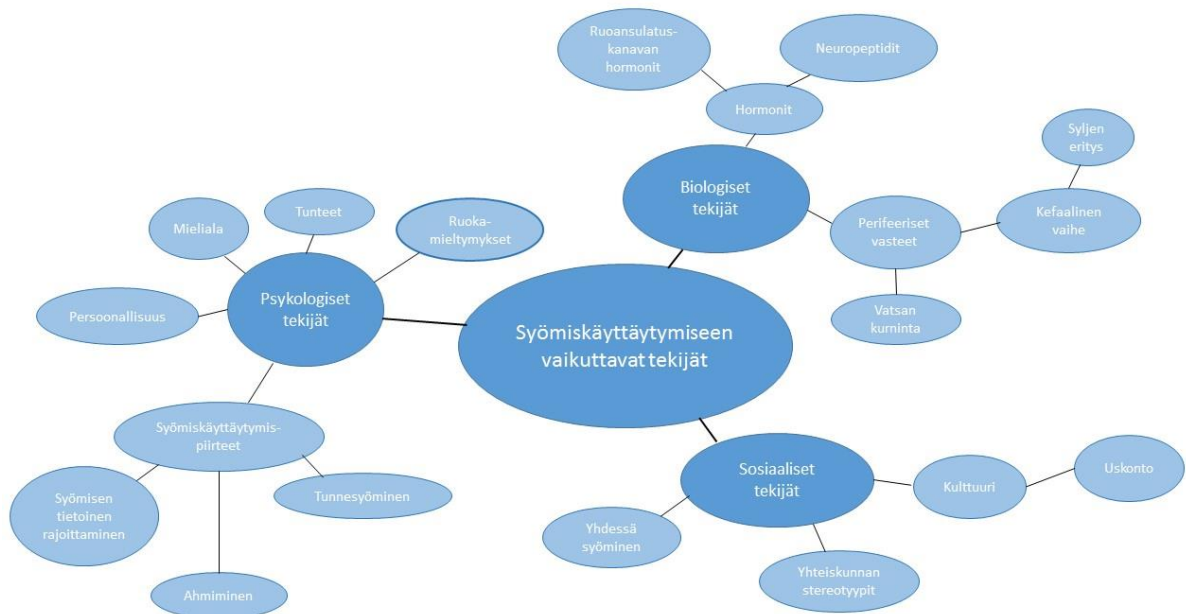 Ruoansulatus-
kanavan
hormonit
Neuropeptidit
Hormonit
Syljen
eritys
Biologiset
tekijät
Perifeeriset
vasteet
Kefaalinen
vaihe
Vatsan
kurninta
Mieliala
Tunteet
Ruoka-
mieltymykset
Psykologiset
tekijät
Persoonallisuus
Syömiskäyttäytymiseen
vaikuttavat tekijät
Syömiskäyttäytymis-
piirteet
Syömisen
tietoinen
rajoittaminen
Tunnesyöminen
Ahmiminen
Sosiaaliset
tekijät
Kulttuuri
Uskonto
Yhdessä
syöminen
Yhteiskunnan
stereotyypit